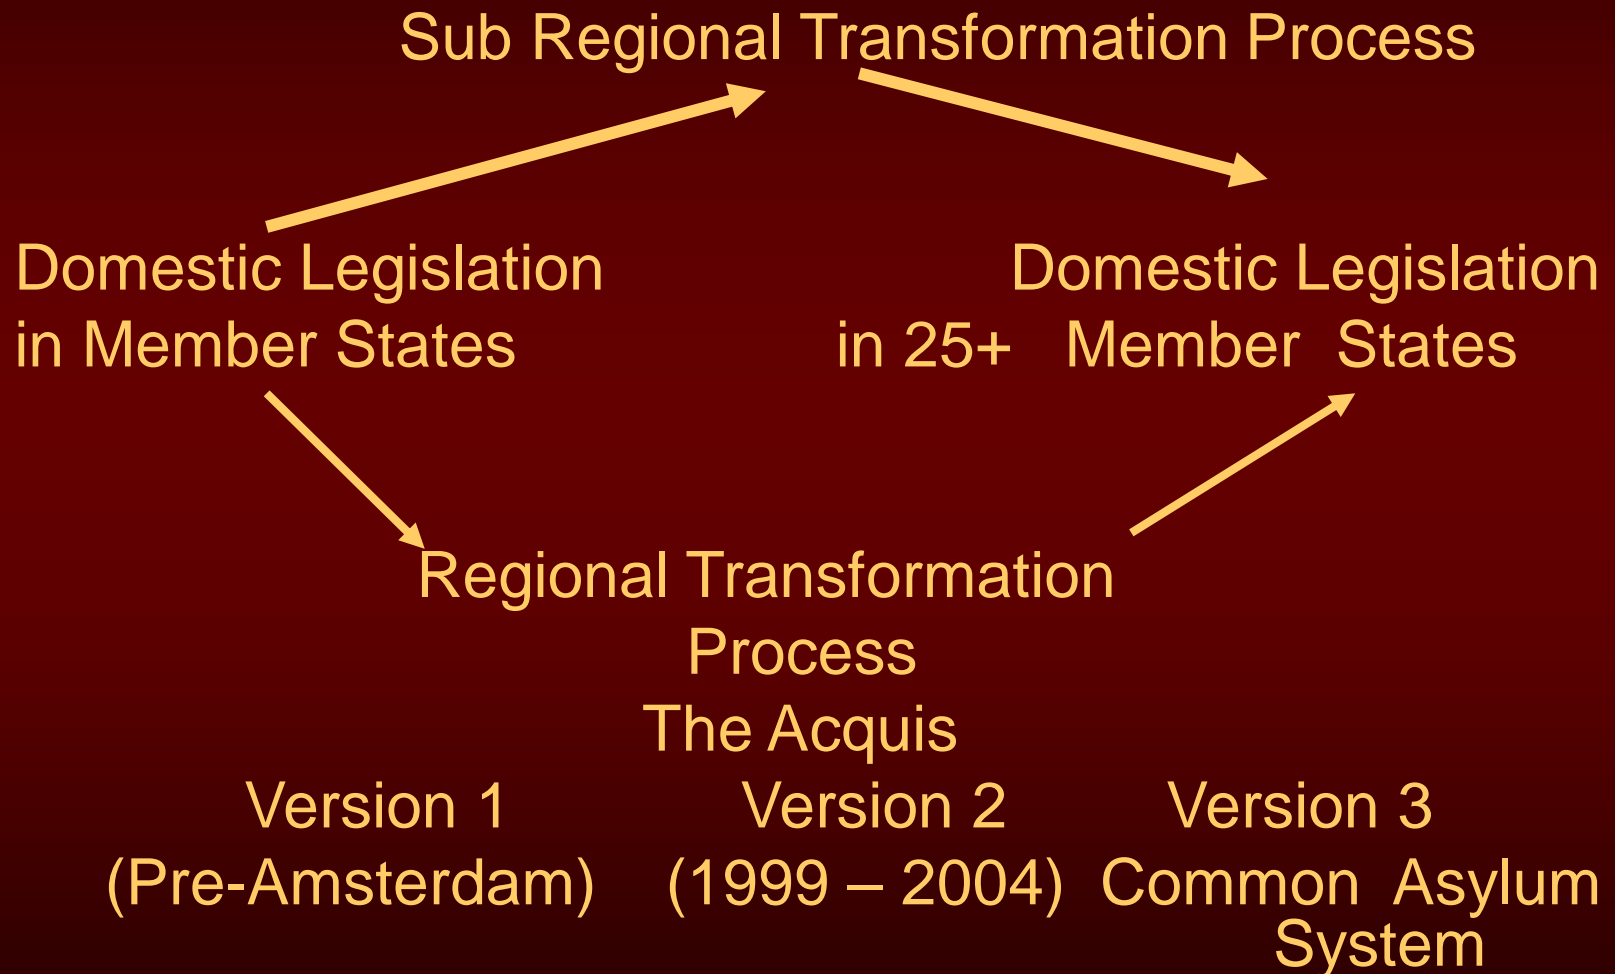 Sub Regional Transformation Process
Domestic Legislation
in Member States
Domestic Legislation
in 25+ Member States
Regional Transformation
Process
The Acquis
Version 1
(Pre-Amsterdam)
Version 2
(1999 – 2004)
Version 3
Common Asylum
System